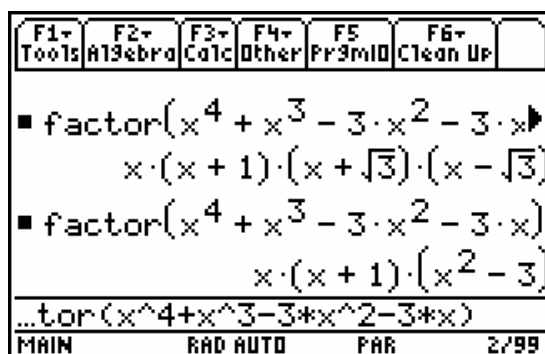 F1▾ F2▾ F3▾ F4▾ F5 F6▾
Tools Algebra Calc Other PrgmIO Clean Up
▪ factor(x⁴ + x³ - 3·x² - 3·x▶
x·(x + 1)·(x + √3)·(x - √3)
▪ factor(x⁴ + x³ - 3·x² - 3·x)
x·(x + 1)·(x² - 3)
…tor(x^4+x^3-3*x^2-3*x)
MAIN RAD AUTO PAR 2/99